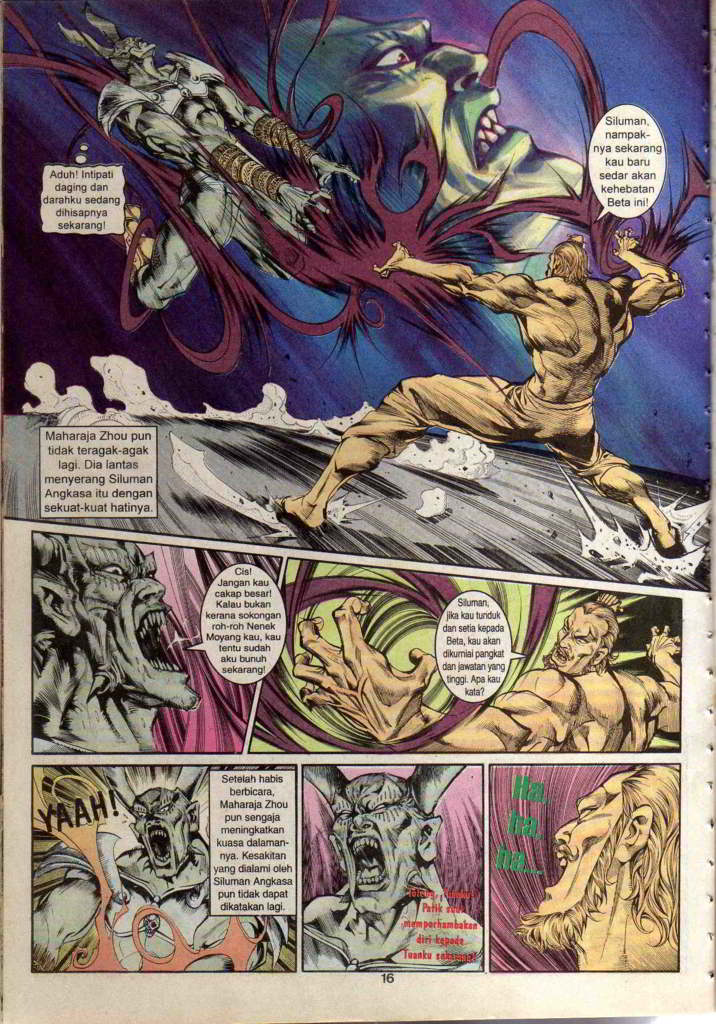 Siluman,
nampak-
nya sekarang
kau baru
sedar akan
kehebatan
Beta ini!
Aduh! Intipati
daging dan
darahku sedang
dihisapnya
sekarang!
Maharaja Zhou pun
tidak teragak-agak
lagi. Dia lantas
menyerang Siluman
Angkasa itu dengan
sekuat-kuat hatinya.
Cis!
Jangan kau
cakap besar!
Kalau bukan
kerana sokongan
roh-roh Nenek
Moyang kau, kau
tentu sudah
aku bunuh
sekarang!
Siluman,
jika kau tunduk
dan setia kepada
Beta, kau akan
dikurniai pangkat
dan jawatan yang
tinggi. Apa kau
kata?
YAAH!
Setelah habis
berbicara,
Maharaja Zhou
pun sengaja
meningkatkan
kuasa dalaman-
nya. Kesakitan
yang dialami oleh
Siluman Angkasa
pun tidak dapat
dikatakan lagi.
Patik
memperhambakan
diri kepada
Tuanku sekarang!
Ha,
ha,
ha...
16